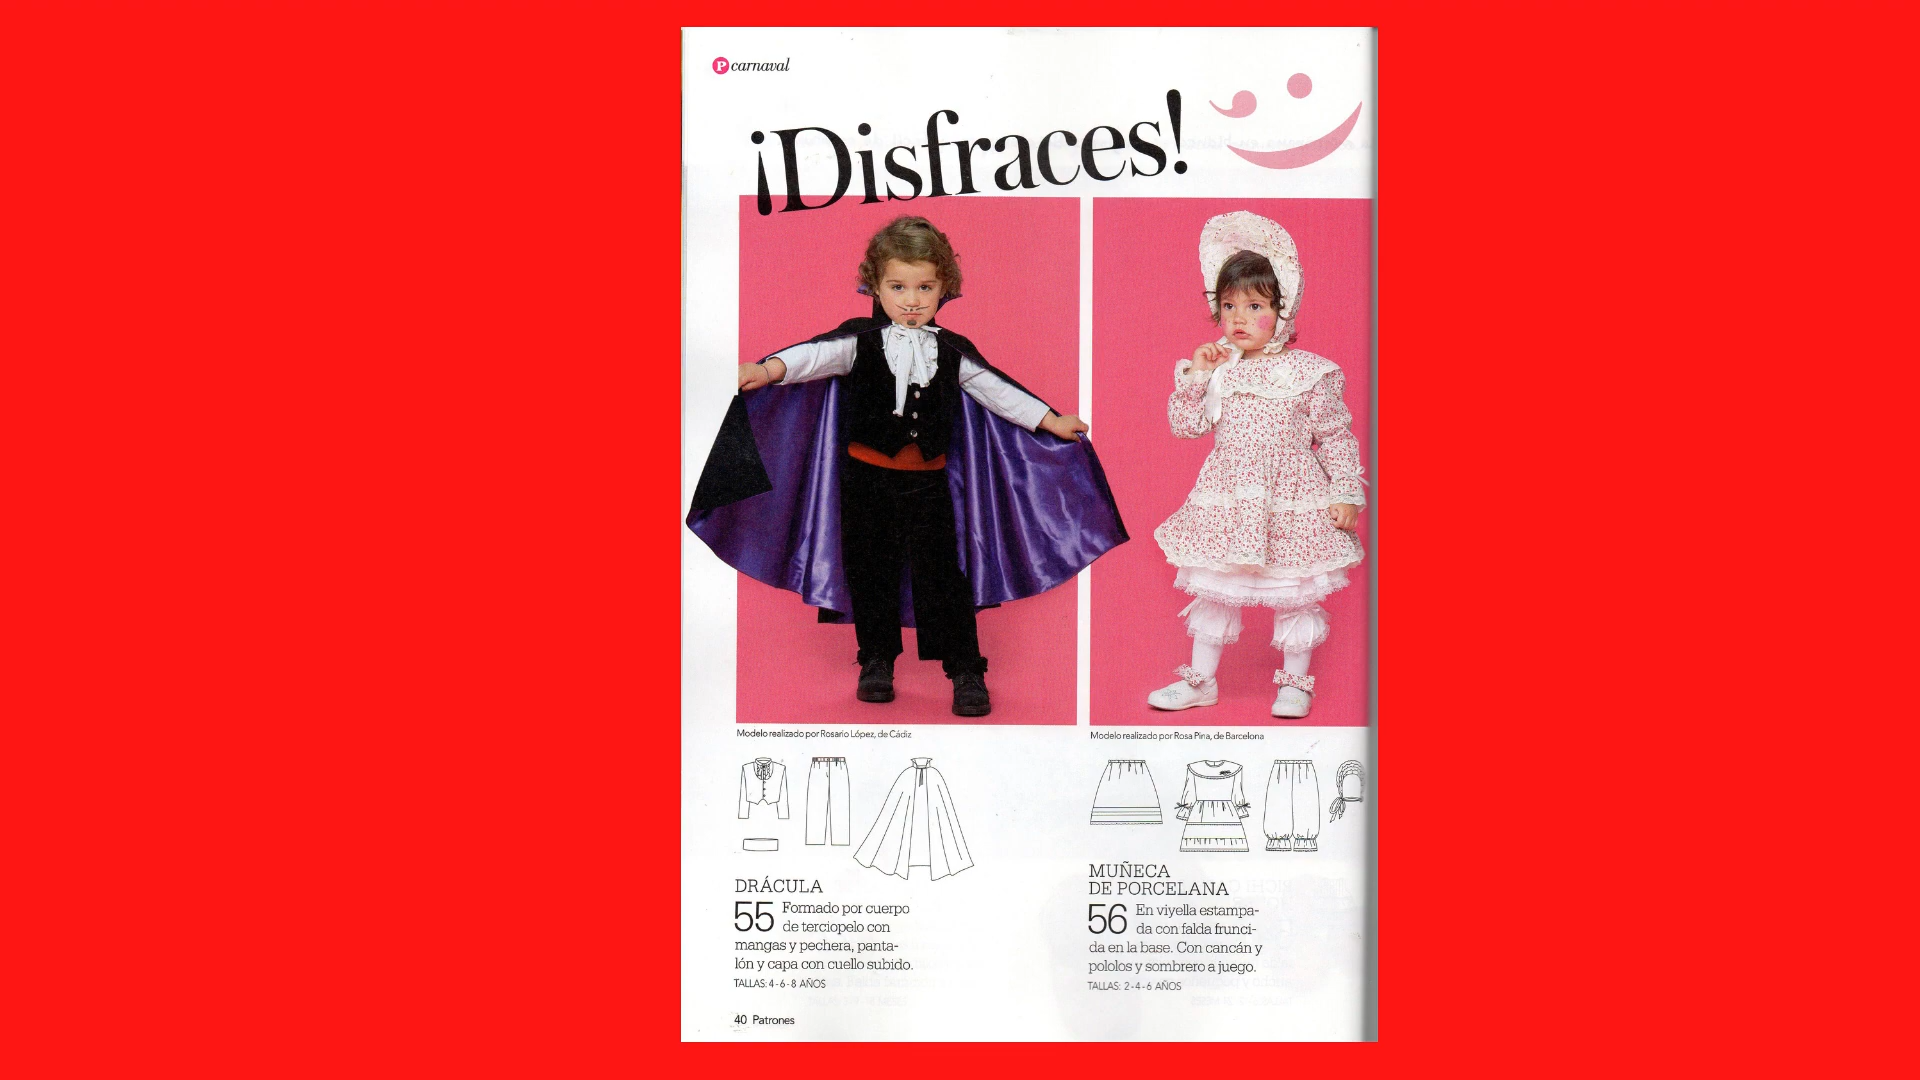 P carnaval
¡Disfraces!
Modelo realizado por Rosario López, de Cádiz
Modelo realizado por Rosa Pina, de Barcelona
DRÁCULA
55 Formado por cuerpo
de terciopelo con
mangas y pechera, panta-
lón y capa con cuello subido.
TALLAS: 4 - 6 - 8 AÑOS
MUÑECA
DE PORCELANA
56 En viyella estampa-
da con falda frunci-
da en la base. Con cancán y
pololos y sombrero a juego.
TALLAS: 2 - 4 - 6 AÑOS
40 Patrones